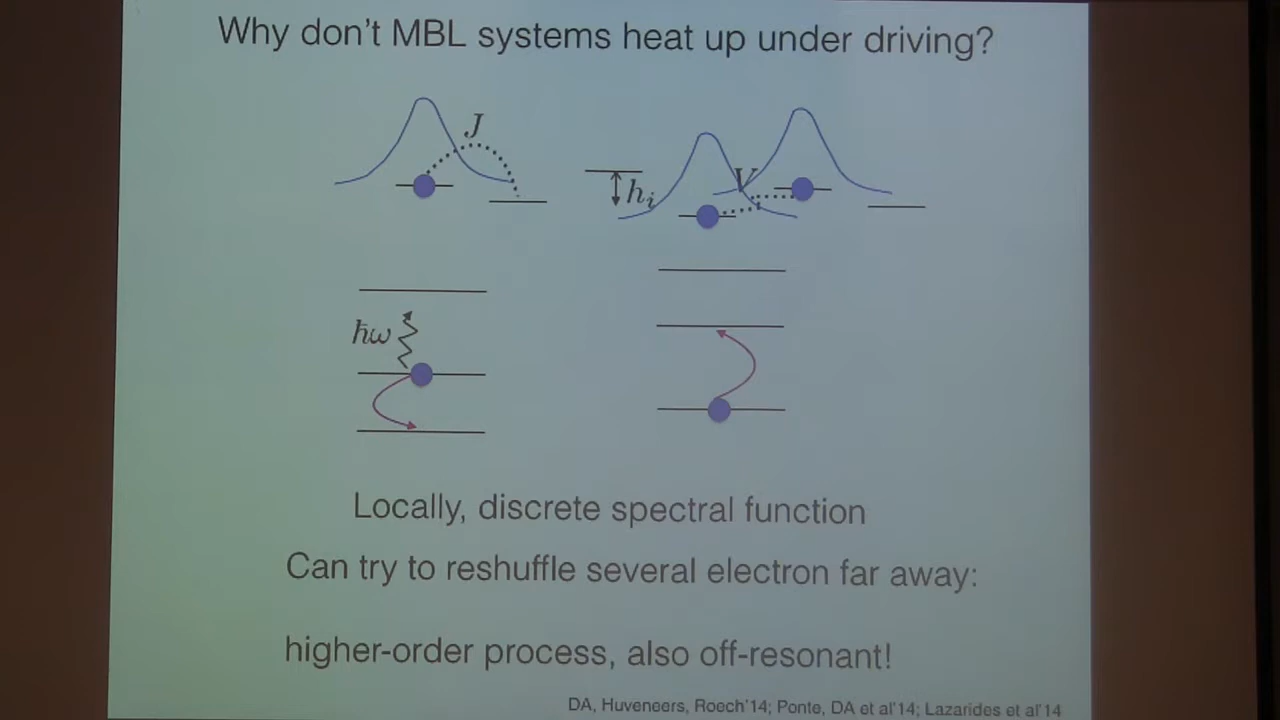 Why don't MBL systems heat up under driving?
J
V
hᵢ
ħω
Locally, discrete spectral function
Can try to reshuffle several electron far away:
higher-order process, also off-resonant!
DA, Huveneers, Roech'14; Ponte, DA et al'14; Lazarides et al'14